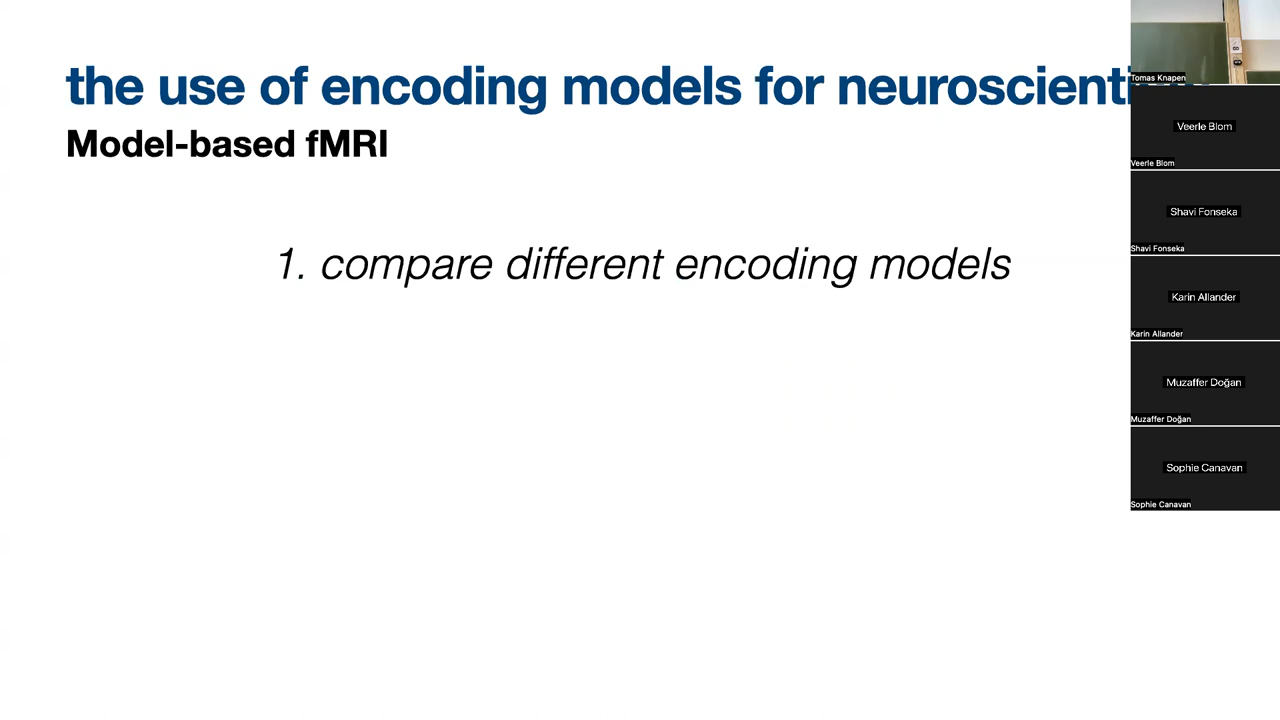 the use of encoding models for
Model-based fMRI
1. compare different encoding models
Tomas Knapen
Veerle Blom
Veerle Blom
Shavi Fonseka
Shavi Fonseka
Karin Allander
Karin Allander
Muzaffer Doğan
Muzaffer Doğan
Sophie Canavan
Sophie Canavan